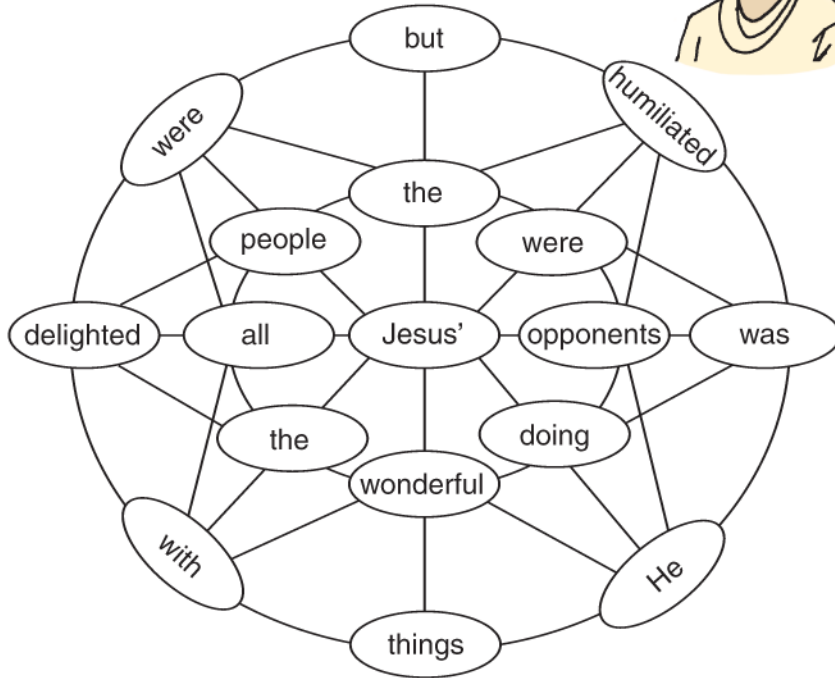 but
were
humiliated
the
people
were
delighted
all
Jesus’
opponents
was
the
doing
wonderful
with
He
things